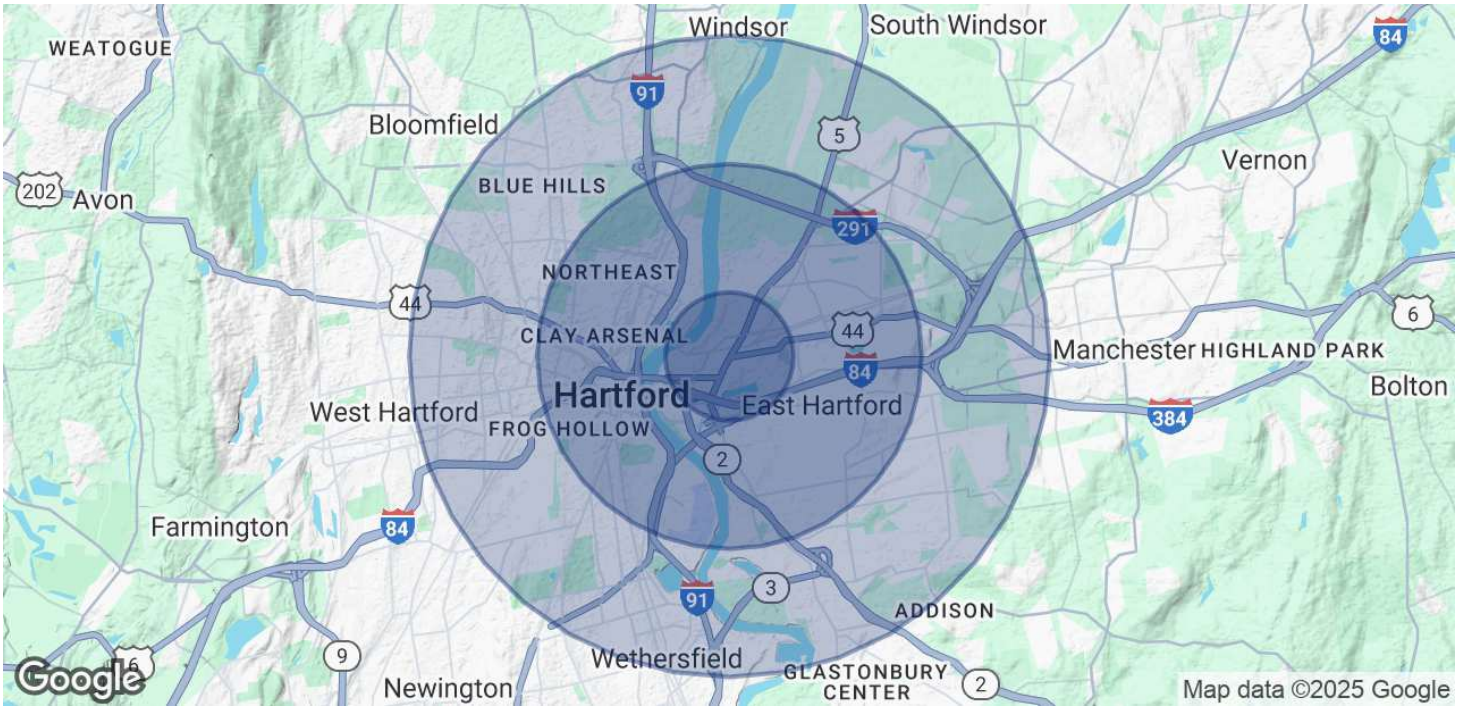 Windsor
South Windsor
WEATOGUE
84
91
Bloomfield
5
Vernon
BLUE HILLS
202
Avon
291
NORTHEAST
44
CLAY ARSENAL
44
6
Manchester
HIGHLAND PARK
84
Bolton
Hartford
West Hartford
East Hartford
384
FROG HOLLOW
2
Farmington
84
3
91
ADDISON
Wethersfield
6
9
GLASTONBURY
CENTER
2
Newington
Google
Map data ©2025 Google